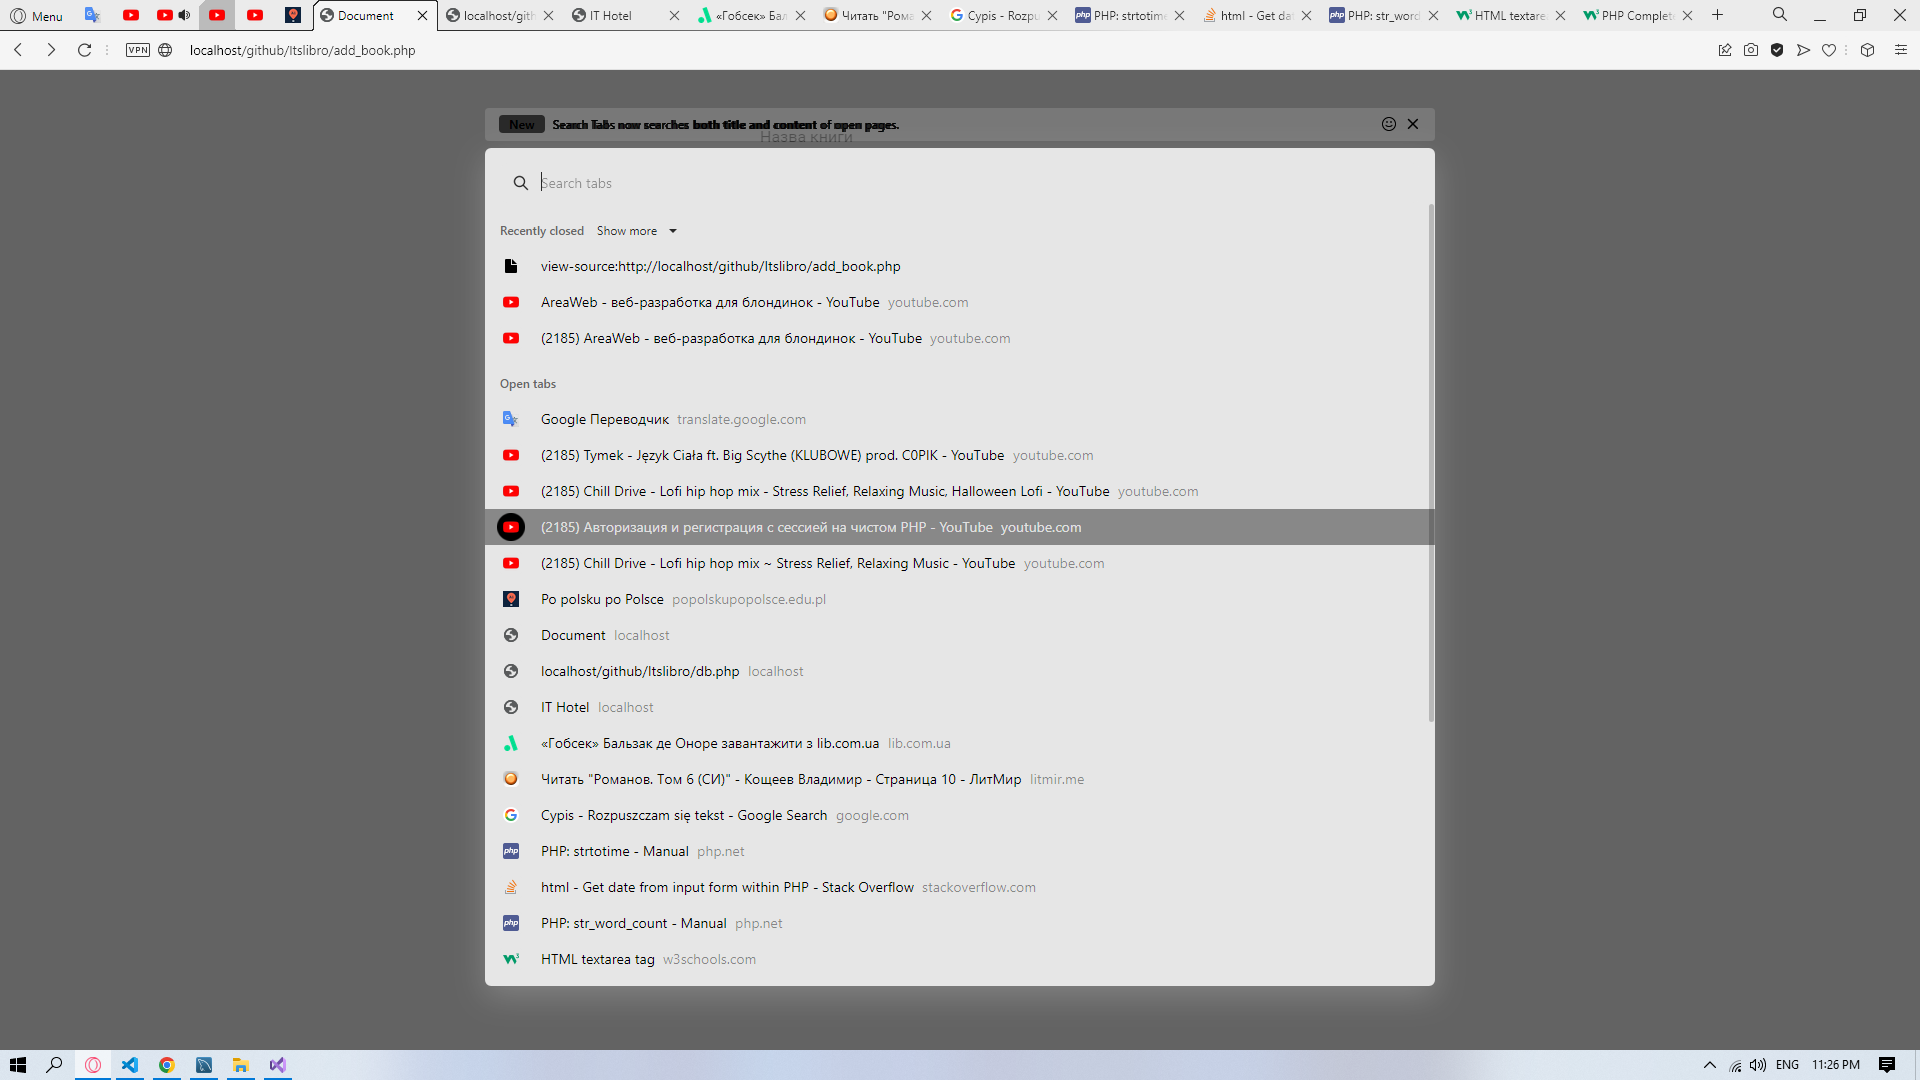 Menu
Document
localhost/gith
IT Hotel
«Гобсек» Бал
Читать "Рома
Cypis - Rozpu
PHP: strtotime
html - Get dat
PHP: str_word
HTML textare
PHP Complet
VPN
localhost/github/ltslibro/add_book.php
New
Search Tabs now searches both title and content of open pages.
Назва книги
Search tabs
Recently closed Show more
view-source:http://localhost/github/ltslibro/add_book.php
AreaWeb - веб-разработка для блондинок - YouTube youtube.com
(2185) AreaWeb - веб-разработка для блондинок - YouTube youtube.com
Open tabs
Google Переводчик translate.google.com
(2185) Tymek - Język Ciała ft. Big Scythe (KLUBOWE) prod. C0PIK - YouTube youtube.com
(2185) Chill Drive - Lofi hip hop mix - Stress Relief, Relaxing Music, Halloween Lofi - YouTube youtube.com
(2185) Авторизация и регистрация с сессией на чистом PHP - YouTube youtube.com
(2185) Chill Drive - Lofi hip hop mix ~ Stress Relief, Relaxing Music - YouTube youtube.com
Po polsku po Polsce popolskupopolsce.edu.pl
Document localhost
localhost/github/ltslibro/db.php localhost
IT Hotel localhost
«Гобсек» Бальзак де Оноре завантажити з lib.com.ua lib.com.ua
Читать "Романов. Том 6 (СИ)" - Кощеев Владимир - Страница 10 - ЛитМир litmir.me
Cypis - Rozpuszczam się tekst - Google Search google.com
PHP: strtotime - Manual php.net
html - Get date from input form within PHP - Stack Overflow stackoverflow.com
PHP: str_word_count - Manual php.net
HTML textarea tag w3schools.com
ENG
11:26 PM